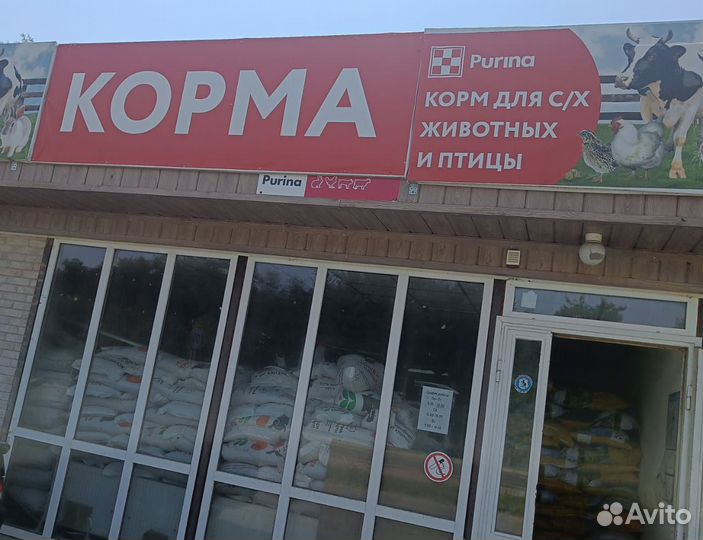 КОРМА
Purina
КОРМ ДЛЯ С/Х
ЖИВОТНЫХ
И ПТИЦЫ
Purina
Avito